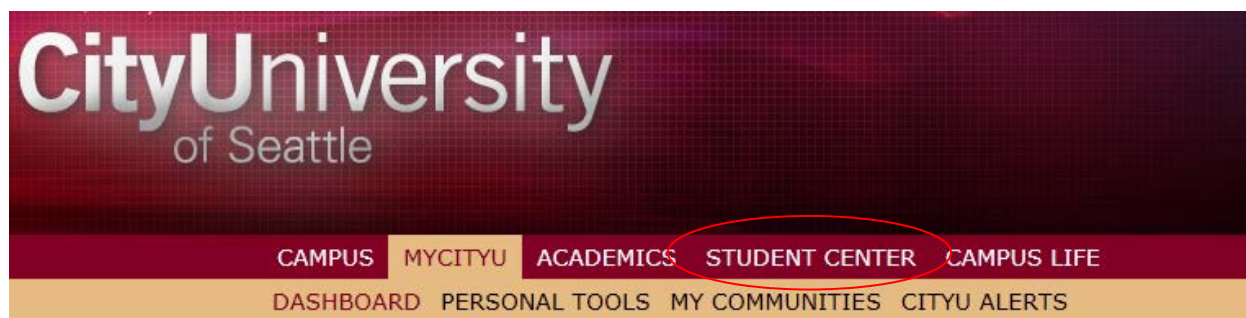 CityUniversity
of Seattle
CAMPUS MYCITYU ACADEMICS STUDENT CENTER CAMPUS LIFE
DASHBOARD PERSONAL TOOLS MY COMMUNITIES CITYU ALERTS